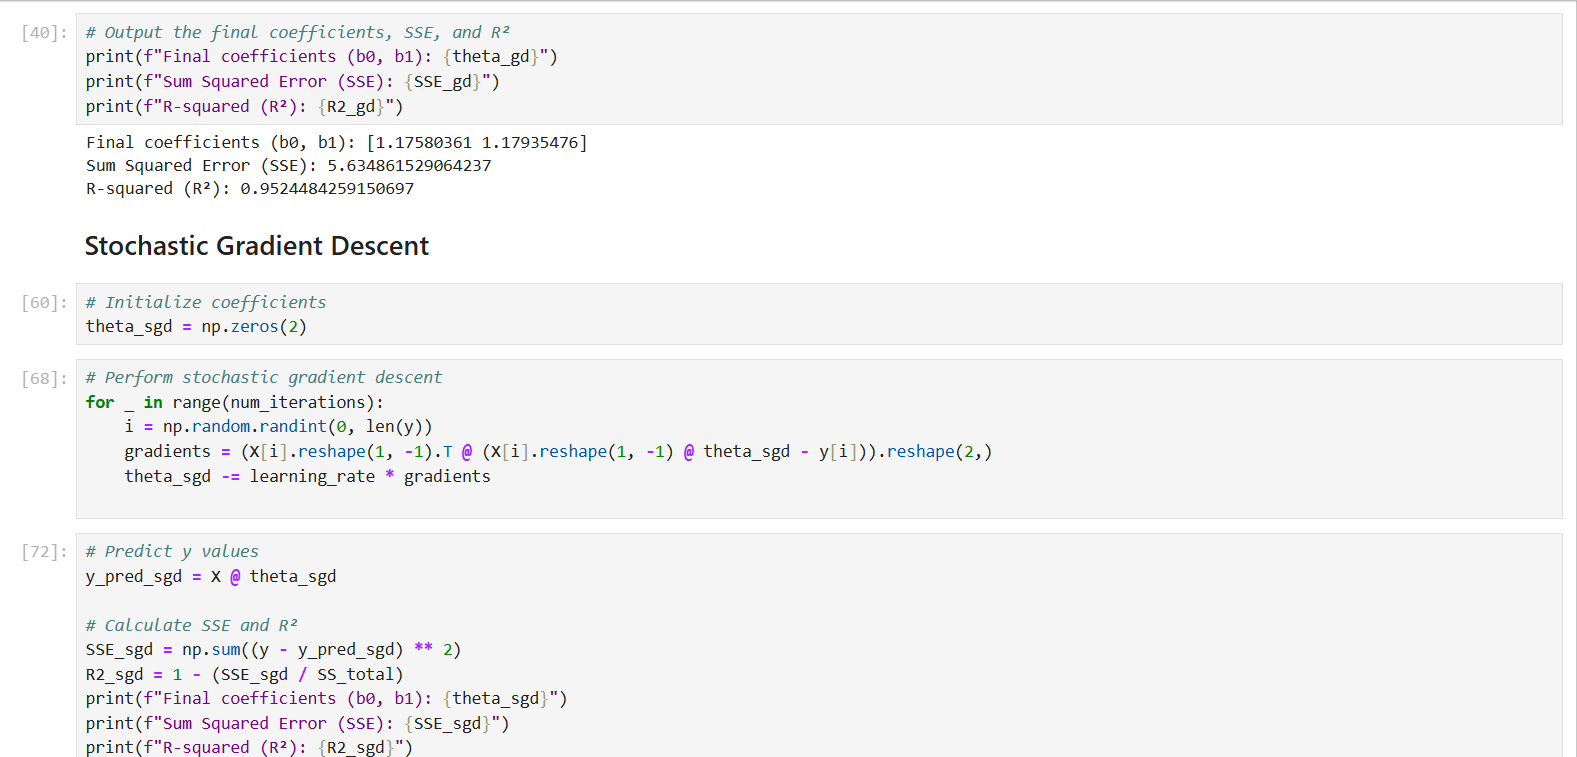 [40]: # Output the final coefficients, SSE, and R²
print(f"Final coefficients (b0, b1): {theta_gd}")
print(f"Sum Squared Error (SSE): {SSE_gd}")
print(f"R-squared (R²): {R2_gd}")
Final coefficients (b0, b1): [1.17580361 1.17935476]
Sum Squared Error (SSE): 5.634861529064237
R-squared (R²): 0.9524484259150697
Stochastic Gradient Descent
[60]: # Initialize coefficients
theta_sgd = np.zeros(2)
[68]: # Perform stochastic gradient descent
for _ in range(num_iterations):
    i = np.random.randint(0, len(y))
    gradients = (X[i].reshape(1, -1).T @ (X[i].reshape(1, -1) @ theta_sgd - y[i])).reshape(2,)
    theta_sgd -= learning_rate * gradients
[72]: # Predict y values
y_pred_sgd = X @ theta_sgd
# Calculate SSE and R²
SSE_sgd = np.sum((y - y_pred_sgd) ** 2)
R2_sgd = 1 - (SSE_sgd / SS_total)
print(f"Final coefficients (b0, b1): {theta_sgd}")
print(f"Sum Squared Error (SSE): {SSE_sgd}")
print(f"R-squared (R²): {R2_sgd}")